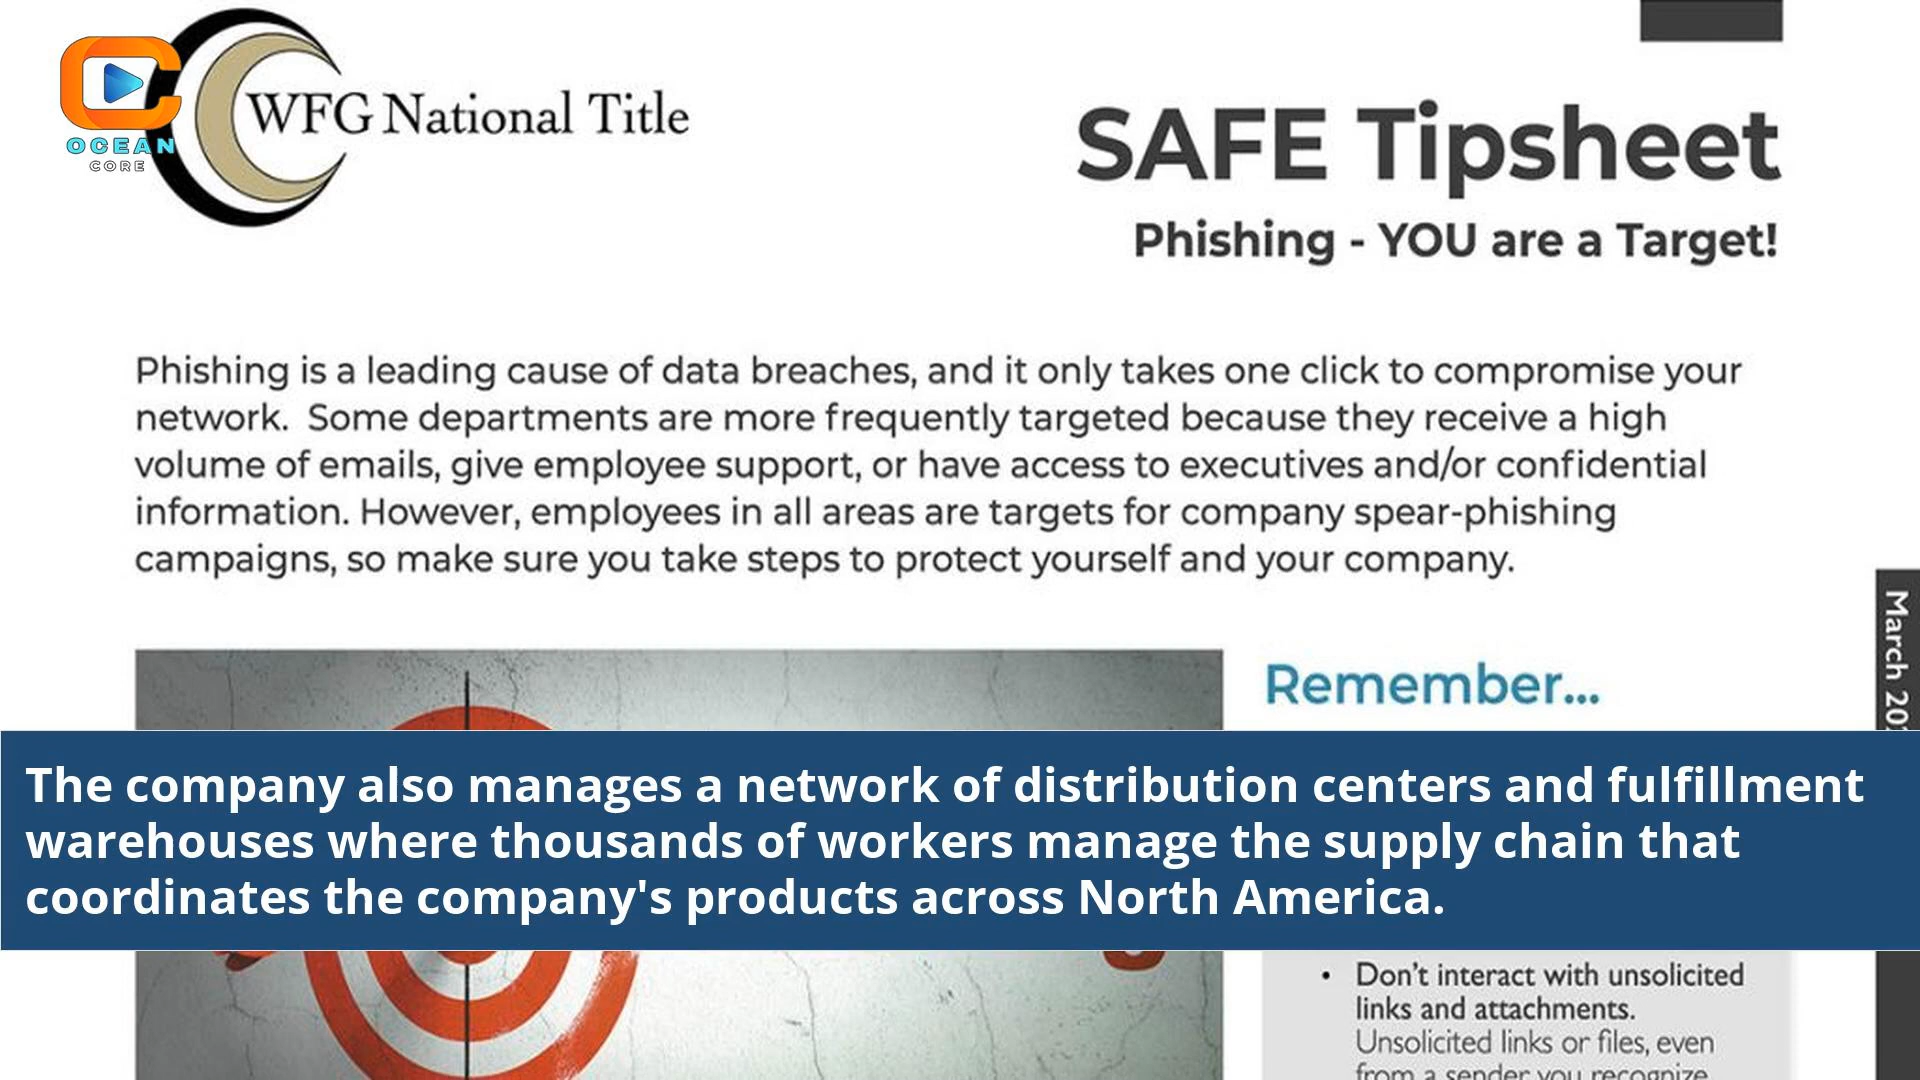 OCEAN
CORE
WFG National Title
SAFE Tipsheet
Phishing - YOU are a Target!
Phishing is a leading cause of data breaches, and it only takes one click to compromise your
network.  Some departments are more frequently targeted because they receive a high
volume of emails, give employee support, or have access to executives and/or confidential
information. However, employees in all areas are targets for company spear-phishing
campaigns, so make sure you take steps to protect yourself and your company.
March
Remember...
The company also manages a network of distribution centers and fulfillment
warehouses where thousands of workers manage the supply chain that
coordinates the company's products across North America.
• Don’t interact with unsolicited
links and attachments.
Unsolicited links or files, even
from a sender you recognize